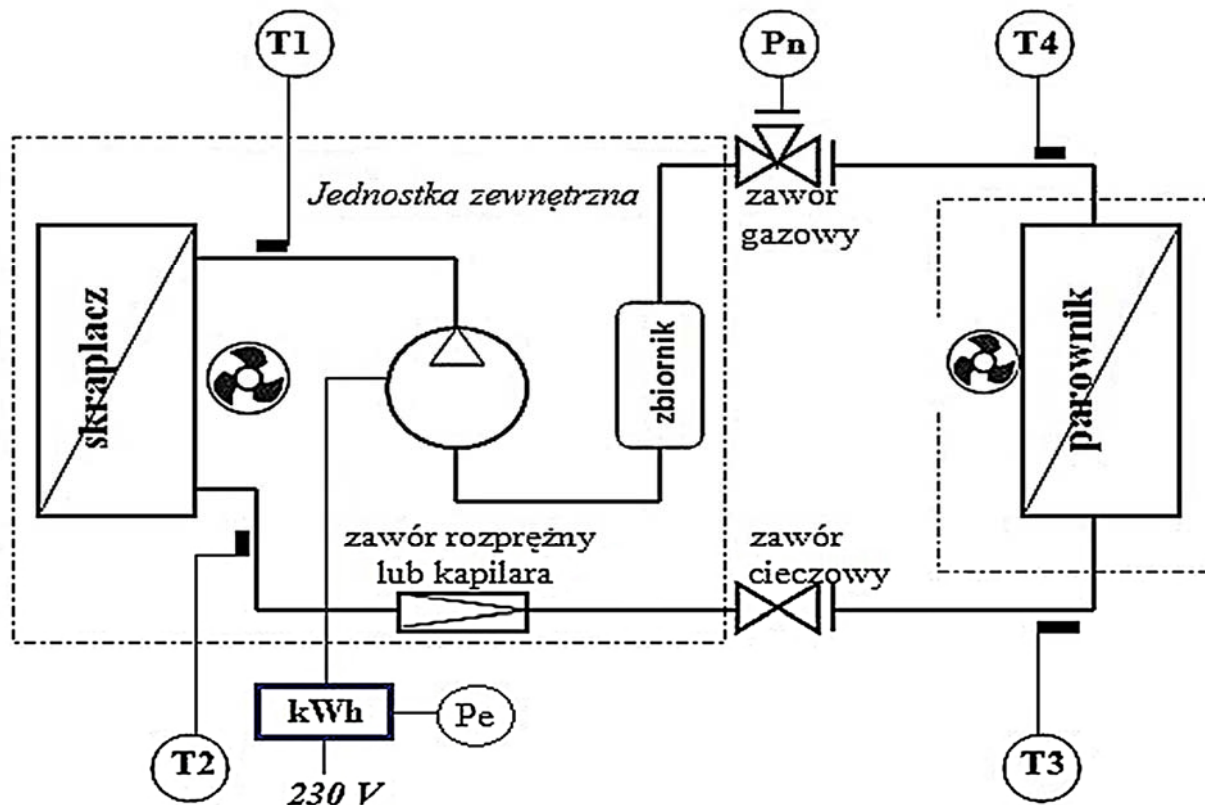 T1
Pn
T4
Jednostka zewnętrzna
zawór
gazowy
skraplacz
zbiornik
parownik
zawór rozprężny
lub kapilara
zawór
cieczowy
kWh
Pe
T2
T3
230 V